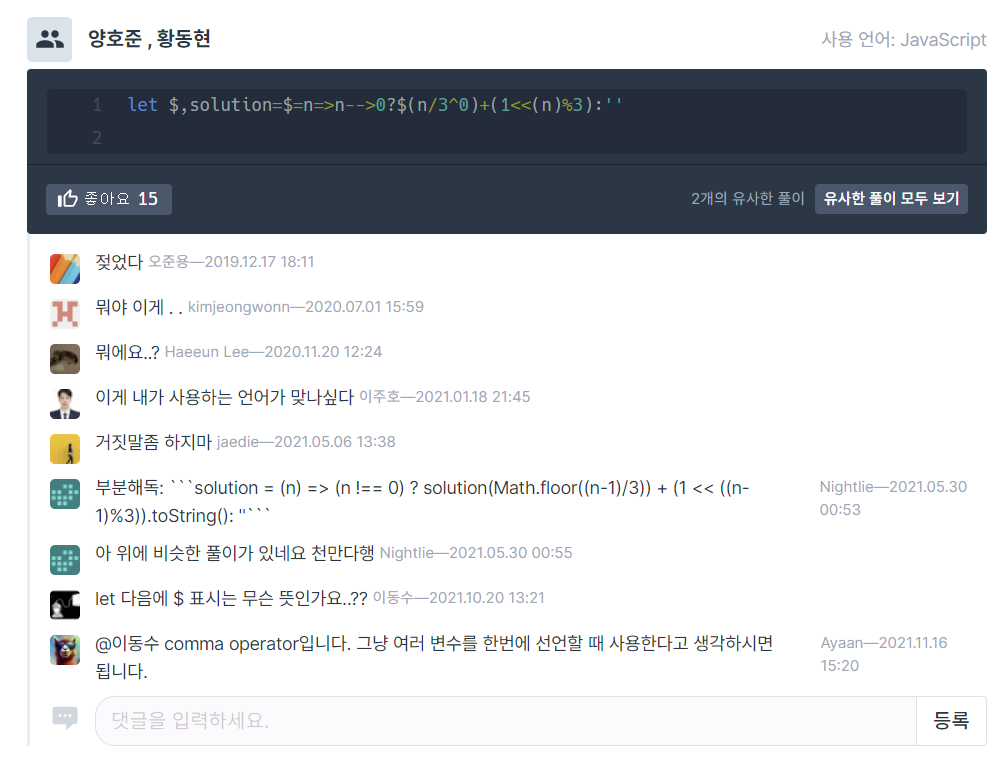 양호준 , 황동현
사용 언어: JavaScript
1 let $,solution=$=n=>n-->0?$(n/3^0)+(1<<(n)%3):''
2
좋아요 15
2개의 유사한 풀이 유사한 풀이 모두 보기
젖었다 오준용—2019.12.17 18:11
뭐야 이게 . . kimjeongwonn—2020.07.01 15:59
뭐에요..? Haeeun Lee—2020.11.20 12:24
이게 내가 사용하는 언어가 맞나싶다 이주호—2021.01.18 21:45
거짓말좀 하지마 jaedie—2021.05.06 13:38
부분해독: ```solution = (n) => (n !== 0) ? solution(Math.floor((n-1)/3)) + (1 << ((n-
1)%3)).toString(): ''```
Nightlie—2021.05.30
00:53
아 위에 비슷한 풀이가 있네요 천만다행 Nightlie—2021.05.30 00:55
let 다음에 $ 표시는 무슨 뜻인가요..?? 이동수—2021.10.20 13:21
@이동수 comma operator입니다. 그냥 여러 변수를 한번에 선언할 때 사용한다고 생각하시면
됩니다.
Ayaan—2021.11.16
15:20
댓글을 입력하세요.
등록